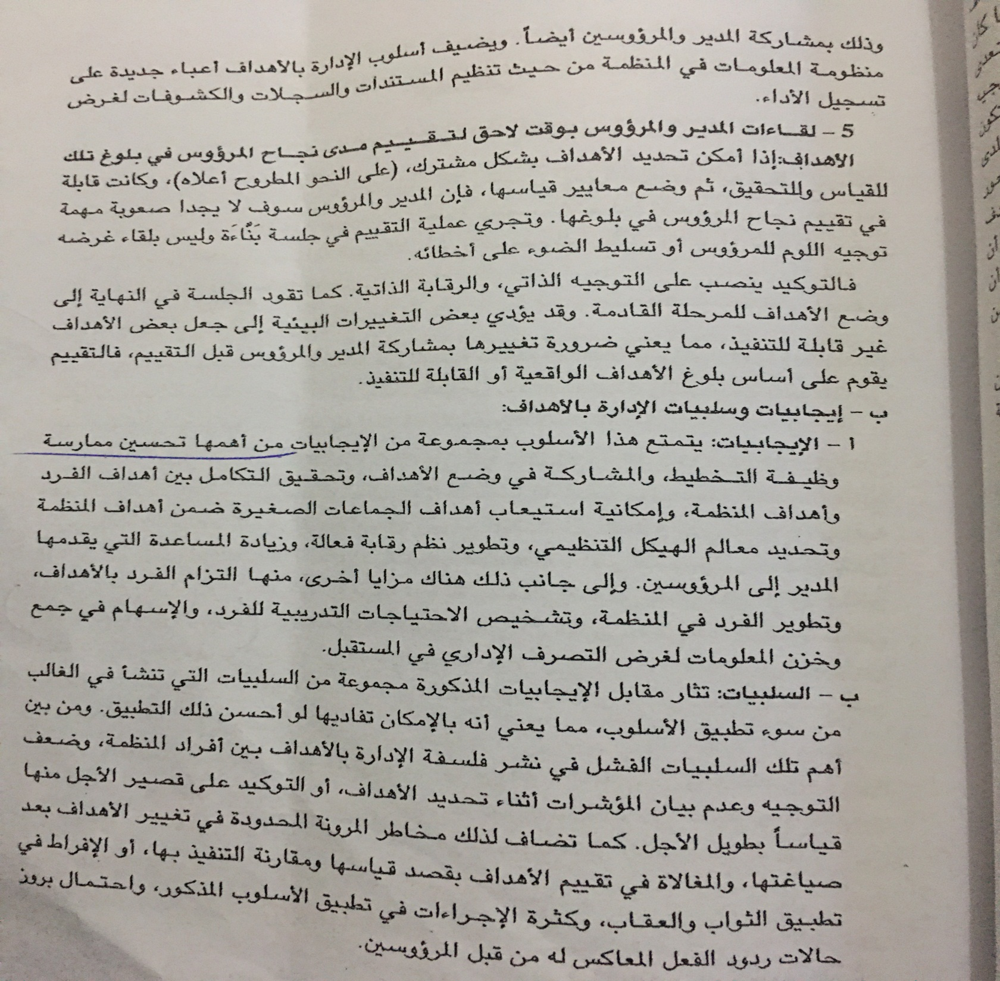 وذلك بمشاركة المدير والمرؤوسين أيضاً. ويضيف أسلوب الإدارة بالأهداف أعباء جديدة على
منظومة المعلومات في المنظمة من حيث تنظيم المستندات والسجلات والكشوفات لغرض
تسجيل الأداء.
5 – لقاءات المدير والمرؤوس بوقت لاحق لتقييم مدى نجاح المرؤوس في بلوغ تلك
الأهداف: إذا أمكن تحديد الأهداف بشكل مشترك، (على النحو المطروح أعلاه)، وكانت قابلة
للقياس وللتحقيق، ثم وضع معايير قياسها، فإن المدير والمرؤوس سوف لا يجدا صعوبة مهمة
في تقييم نجاح المرؤوس في بلوغها. وتجري عملية التقييم في جلسة بَنَّاءَة وليس بلقاء غرضه
توجيه اللوم للمرؤوس أو تسليط الضوء على أخطائه.
فالتوكيد ينصب على التوجيه الذاتي، والرقابة الذاتية. كما تقود الجلسة في النهاية إلى
وضع الأهداف للمرحلة القادمة. وقد يؤدي بعض التغييرات البيئية إلى جعل بعض الأهداف
غير قابلة للتنفيذ، مما يعني ضرورة تغييرها بمشاركة المدير والمرؤوس قبل التقييم، فالتقييم
يقوم على أساس بلوغ الأهداف الواقعية أو القابلة للتنفيذ.
ب – إيجابيات وسلبيات الإدارة بالأهداف:
أ – الإيجابيات: يتمتع هذا الأسلوب بمجموعة من الإيجابيات من أهمها تحسين ممارسة
وظيفة التخطيط، والمشاركة في وضع الأهداف، وتحقيق التكامل بين أهداف الفرد
وأهداف المنظمة، وإمكانية استيعاب أهداف الجماعات الصغيرة ضمن أهداف المنظمة
وتحديد معالم الهيكل التنظيمي، وتطوير نظم رقابة فعالة، وزيادة المساعدة التي يقدمها
المدير إلى المرؤوسين. وإلى جانب ذلك هناك مزايا أخرى، منها التزام الفرد بالأهداف،
وتطوير الفرد في المنظمة، وتشخيص الاحتياجات التدريبية للفرد، والإسهام في جمع
وخزن المعلومات لغرض التصرف الإداري في المستقبل.
ب – السلبيات: تثار مقابل الإيجابيات المذكورة مجموعة من السلبيات التي تنشأ في الغالب
من سوء تطبيق الأسلوب، مما يعني أنه بالإمكان تفاديها لو أحسن ذلك التطبيق. ومن بين
أهم تلك السلبيات الفشل في نشر فلسفة الإدارة بالأهداف بين أفراد المنظمة، وضعف
التوجيه وعدم بيان المؤشرات أثناء تحديد الأهداف، أو التوكيد على قصير الأجل منها
قياساً بطويل الأجل. كما تضاف لذلك مخاطر المرونة المحدودة في تغيير الأهداف بعد
صياغتها، والمغالاة في تقييم الأهداف بقصد قياسها ومقارنة التنفيذ بها، أو الإفراط في
تطبيق الثواب والعقاب، وكثرة الإجراءات في تطبيق الأسلوب المذكور، واحتمال بروز
حالات ردود الفعل المعاكس له من قبل المرؤوسين.